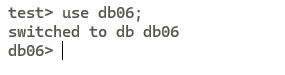 test> use db06;
switched to db db06
db06>